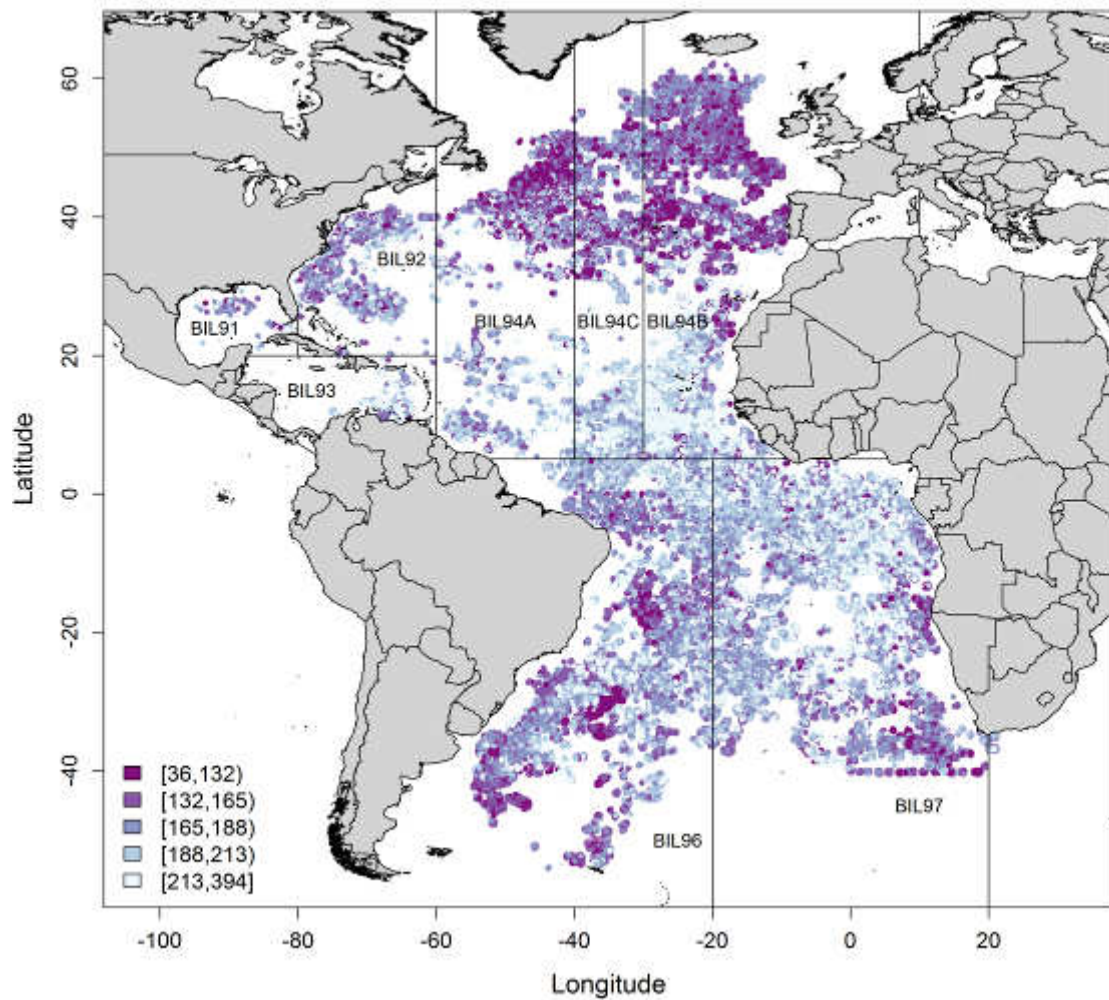 60
40
20
0
-20
-40
Latitude
BIL92
BIL91
BIL94A
BIL94C
BIL94B
BIL93
[36,132)
[132,165)
[165,188)
[188,213)
[213,394]
BIL96
BIL97
-100
-80
-60
-40
-20
0
20
Longitude